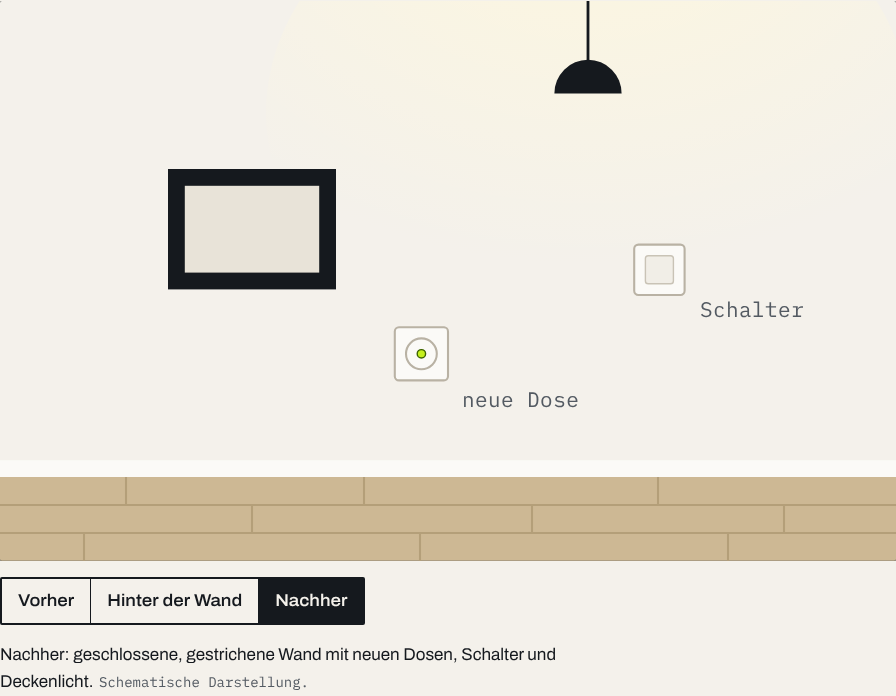 Schalter
neue Dose
Vorher Hinter der Wand Nachher
Nachher: geschlossene, gestrichene Wand mit neuen Dosen, Schalter und
Deckenlicht. Schematische Darstellung.